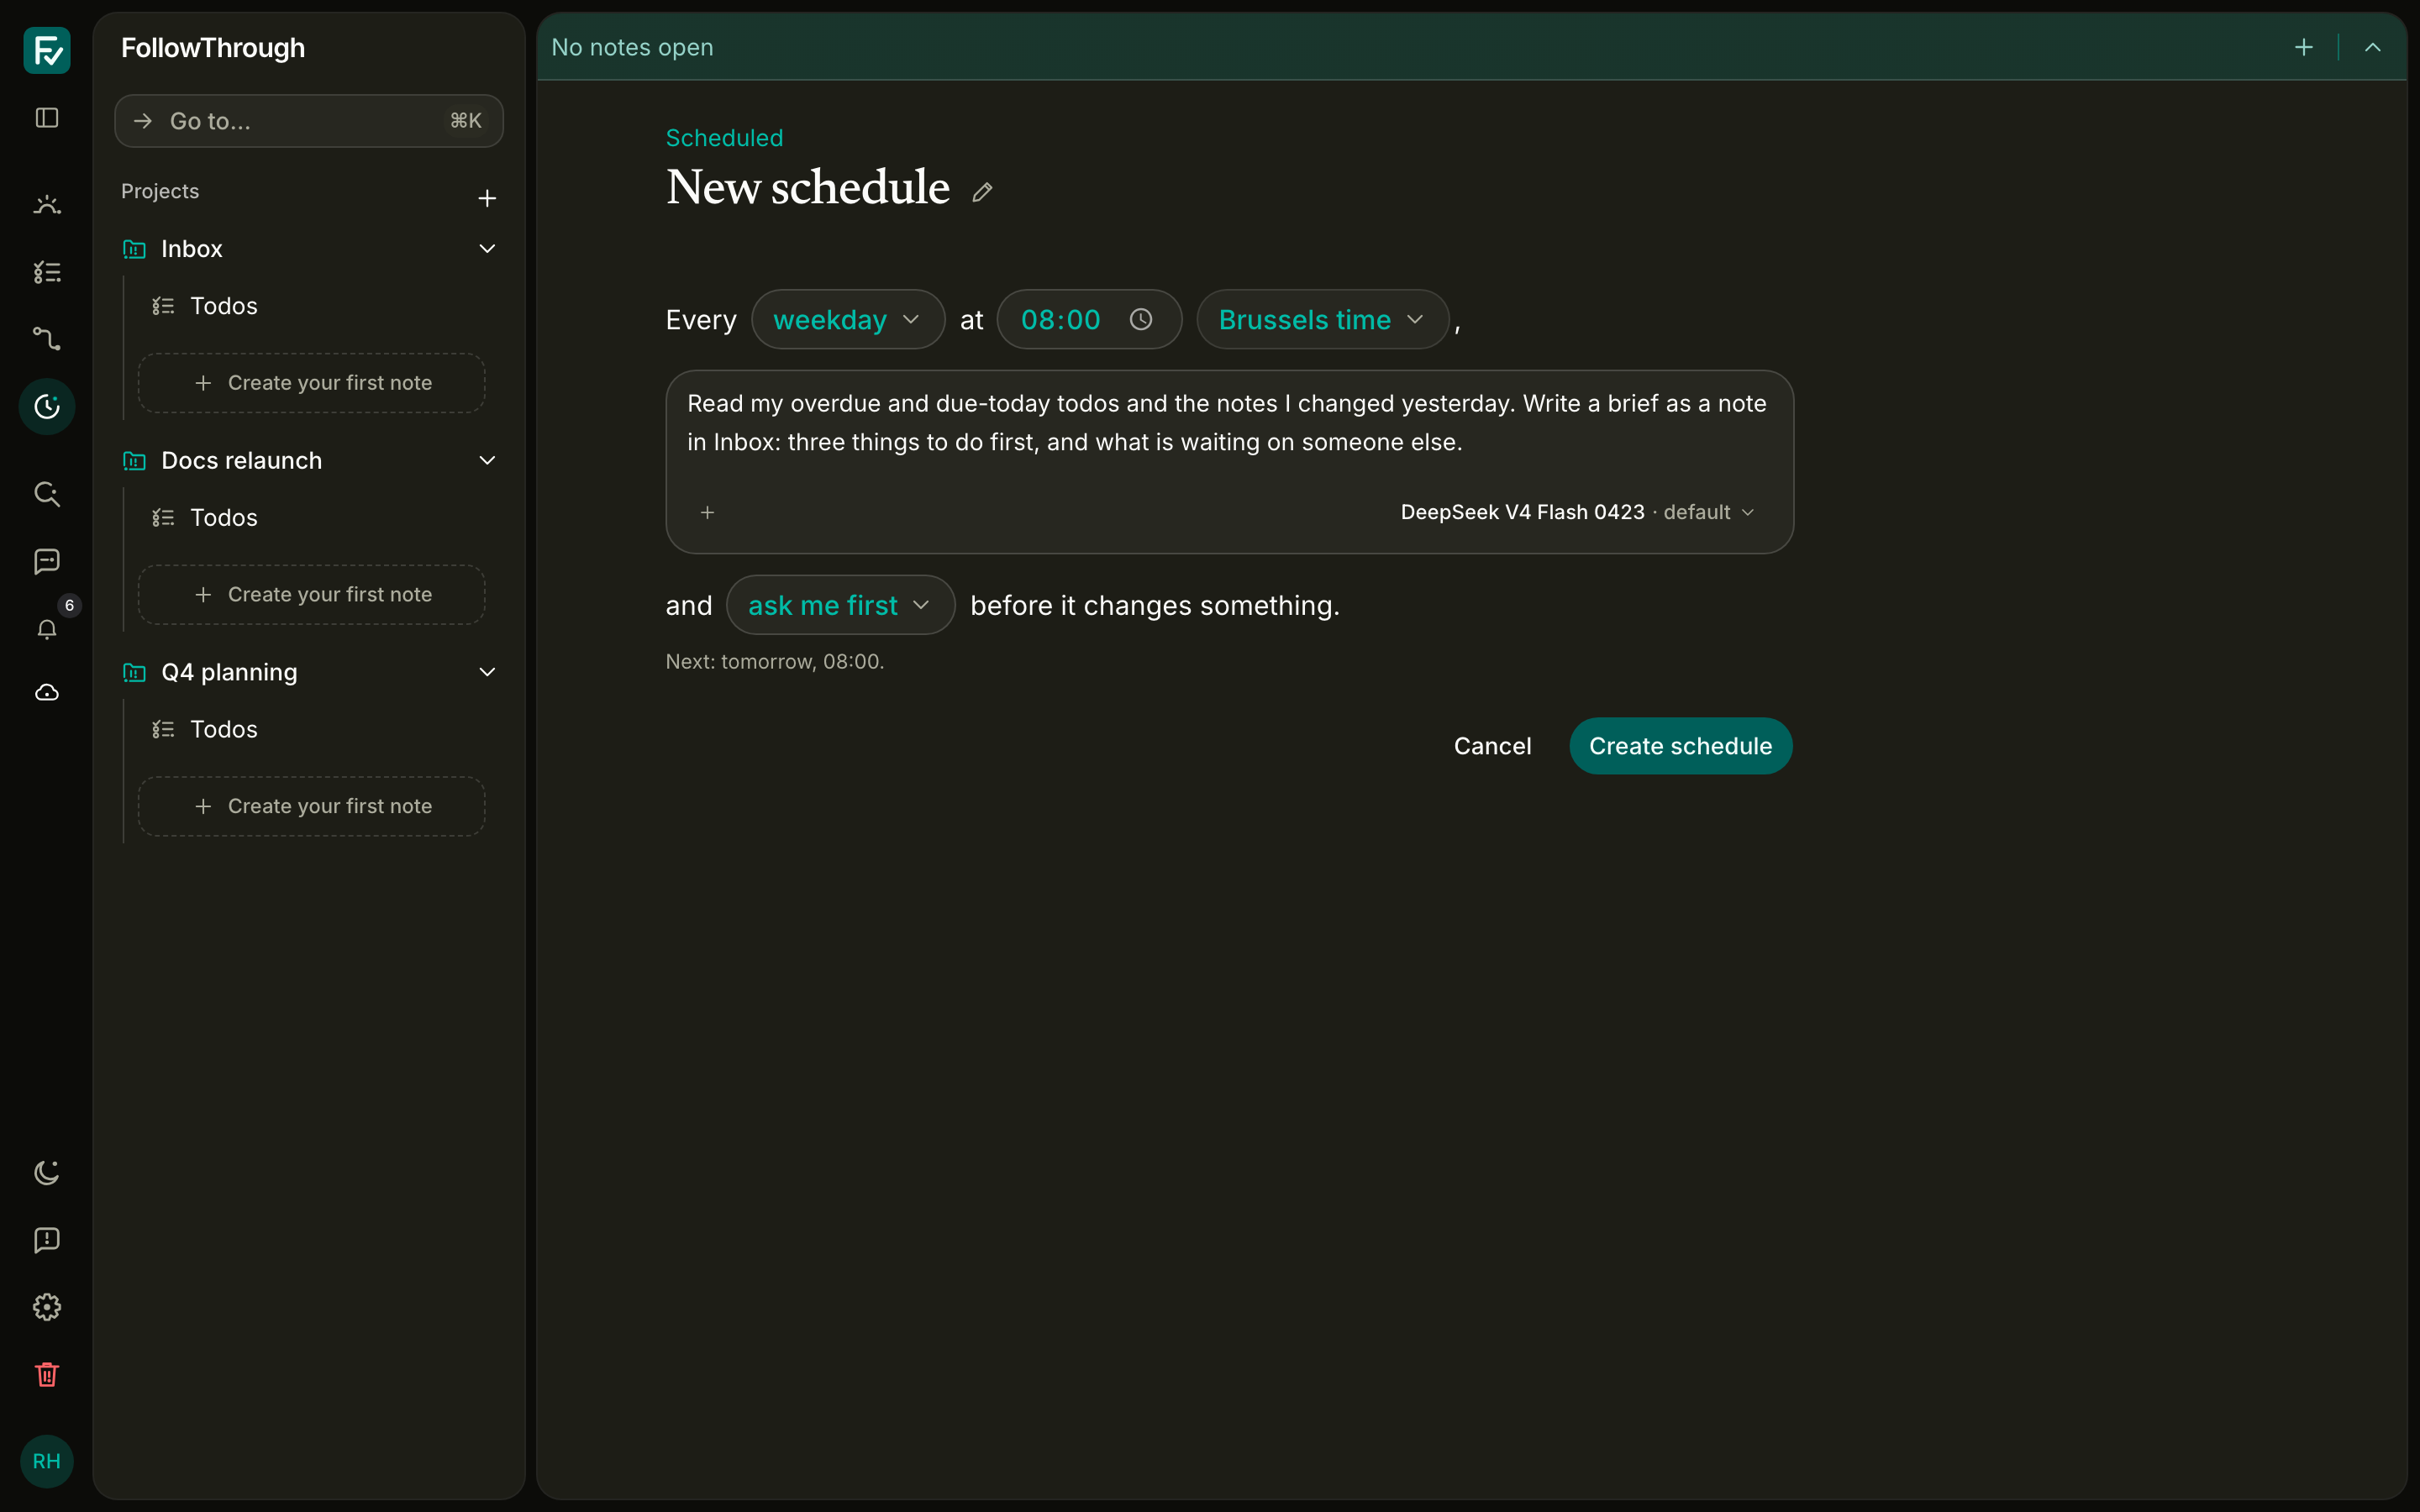 FollowThrough
Go to...
⌘K
Projects
Inbox
Todos
Create your first note
Docs relaunch
Todos
Create your first note
Q4 planning
Todos
Create your first note
6
RH
No notes open
Scheduled
New schedule
Every weekday at 08:00 Brussels time ,
Read my overdue and due-today todos and the notes I changed yesterday. Write a brief as a note
in Inbox: three things to do first, and what is waiting on someone else.
DeepSeek V4 Flash 0423 · default
and ask me first before it changes something.
Next: tomorrow, 08:00.
Cancel
Create schedule